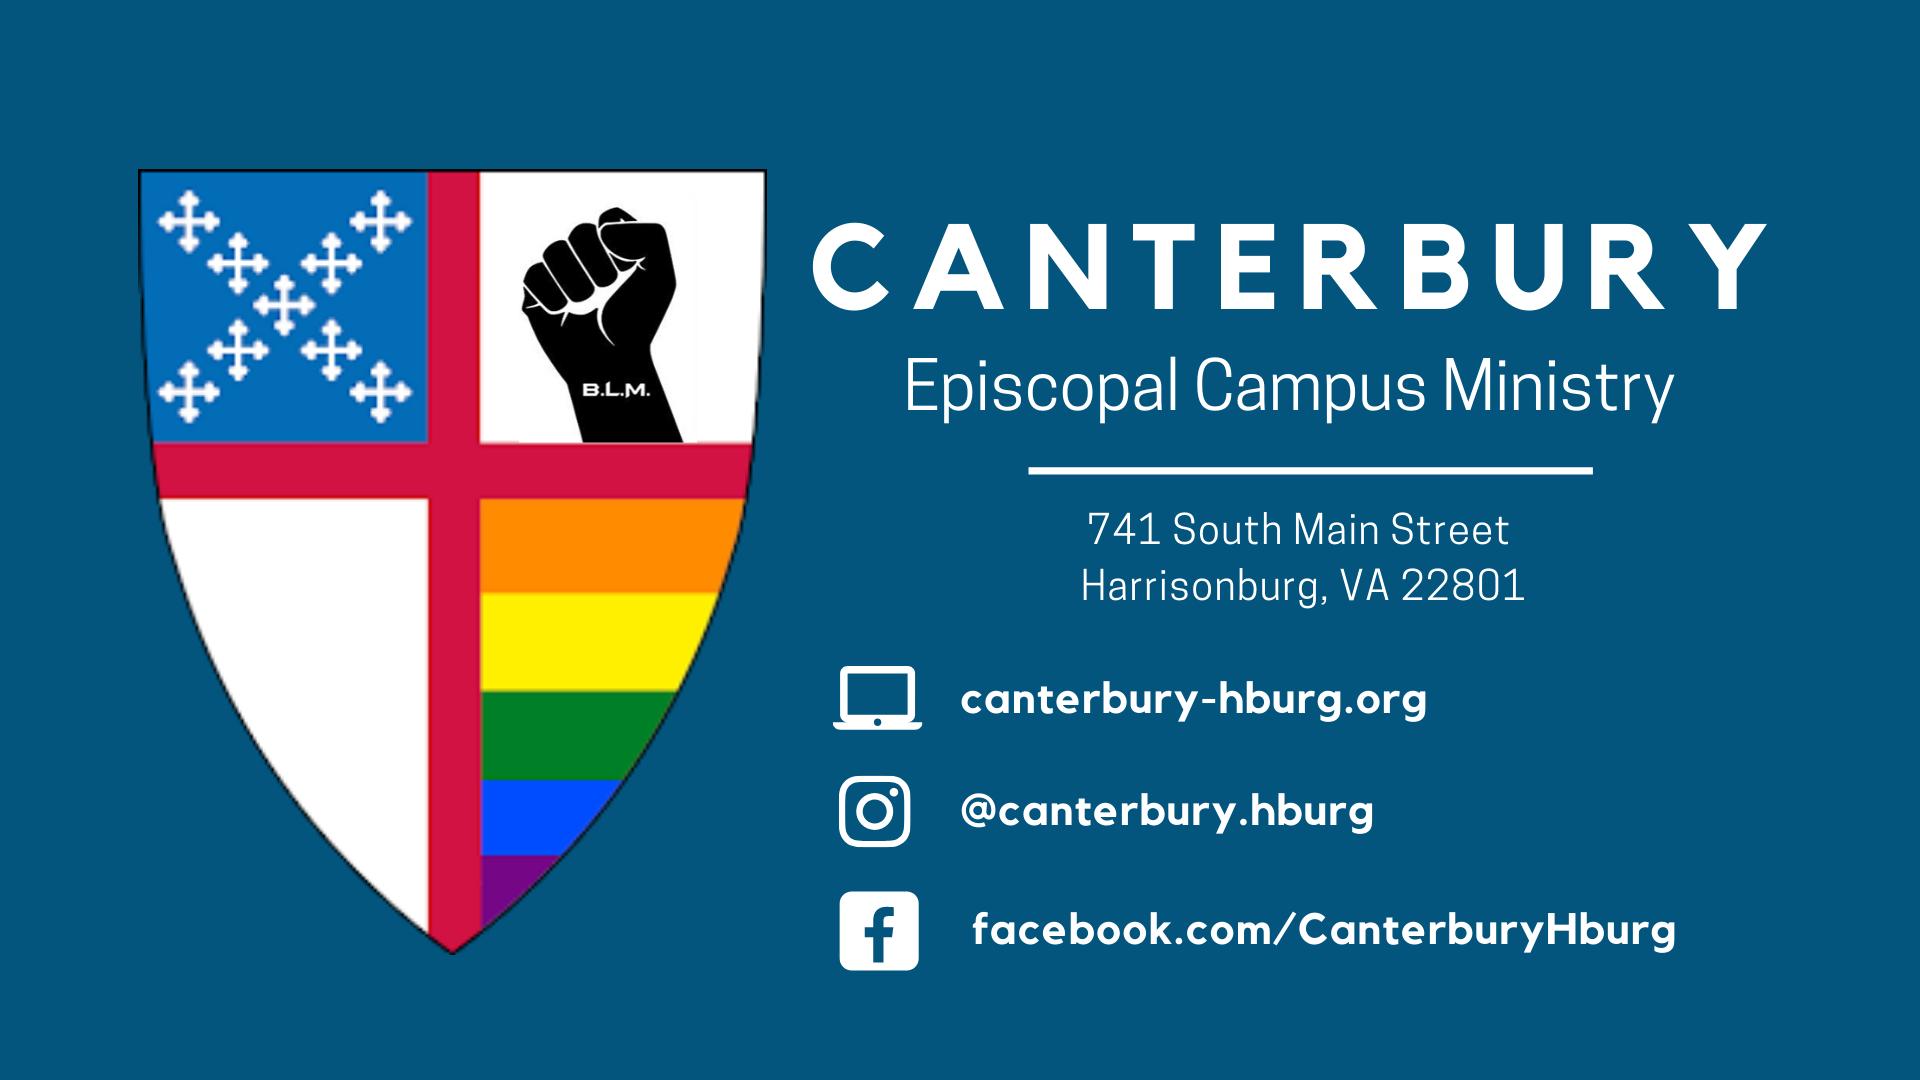 B.L.M.
CANTERBURY
Episcopal Campus Ministry
741 South Main Street
Harrisonburg, VA 22801
canterbury-hburg.org
@canterbury.hburg
facebook.com/CanterburyHburg